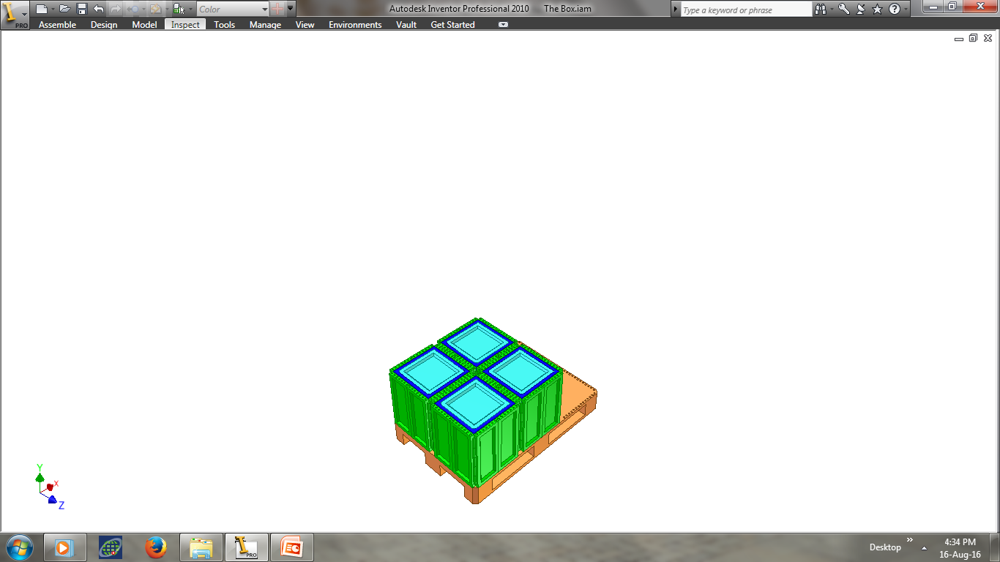 Color
Autodesk Inventor Professional 2010 The Box.iam
Type a keyword or phrase
PRO
Assemble Design Model Inspect Tools Manage View Environments Vault Get Started
Y
X
Z
PRO
Desktop
4:34 PM
16-Aug-16